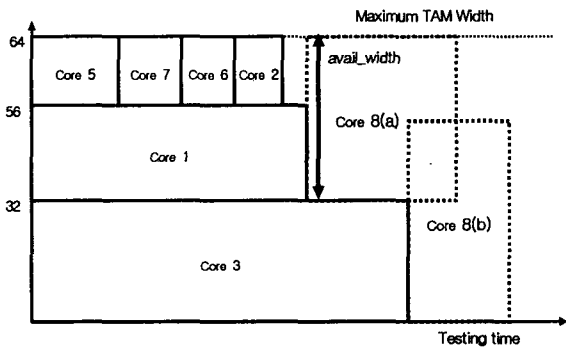 Maximum TAM Width
64
avail_width
Core 5
Core 7
Core 6
Core 2
56
Core 8(a)
Core 1
32
Core 8(b)
Core 3
Testing time